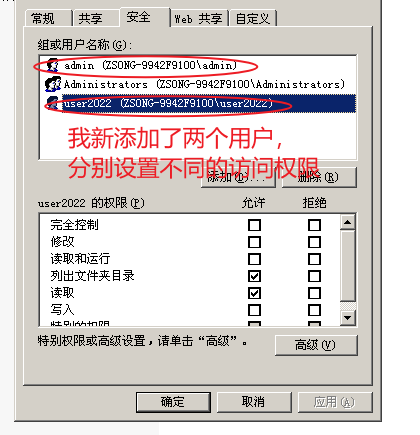 常规 共享 安全 Web 共享 自定义
组或用户名称(G):
admin (ZSONG-9942F9100\admin)
Administrators (ZSONG-9942F9100\Administrators)
user2022 (ZSONG-9942F9100\user2022)
我新添加了两个用户，
分别设置不同的访问权限
添加(D)... 删除(R)
user2022 的权限(P) 允许 拒绝
完全控制
修改
读取和运行
列出文件夹目录
读取
写入
特别的权限
特别权限或高级设置，请单击“高级”。
高级(V)
确定 取消 应用(A)